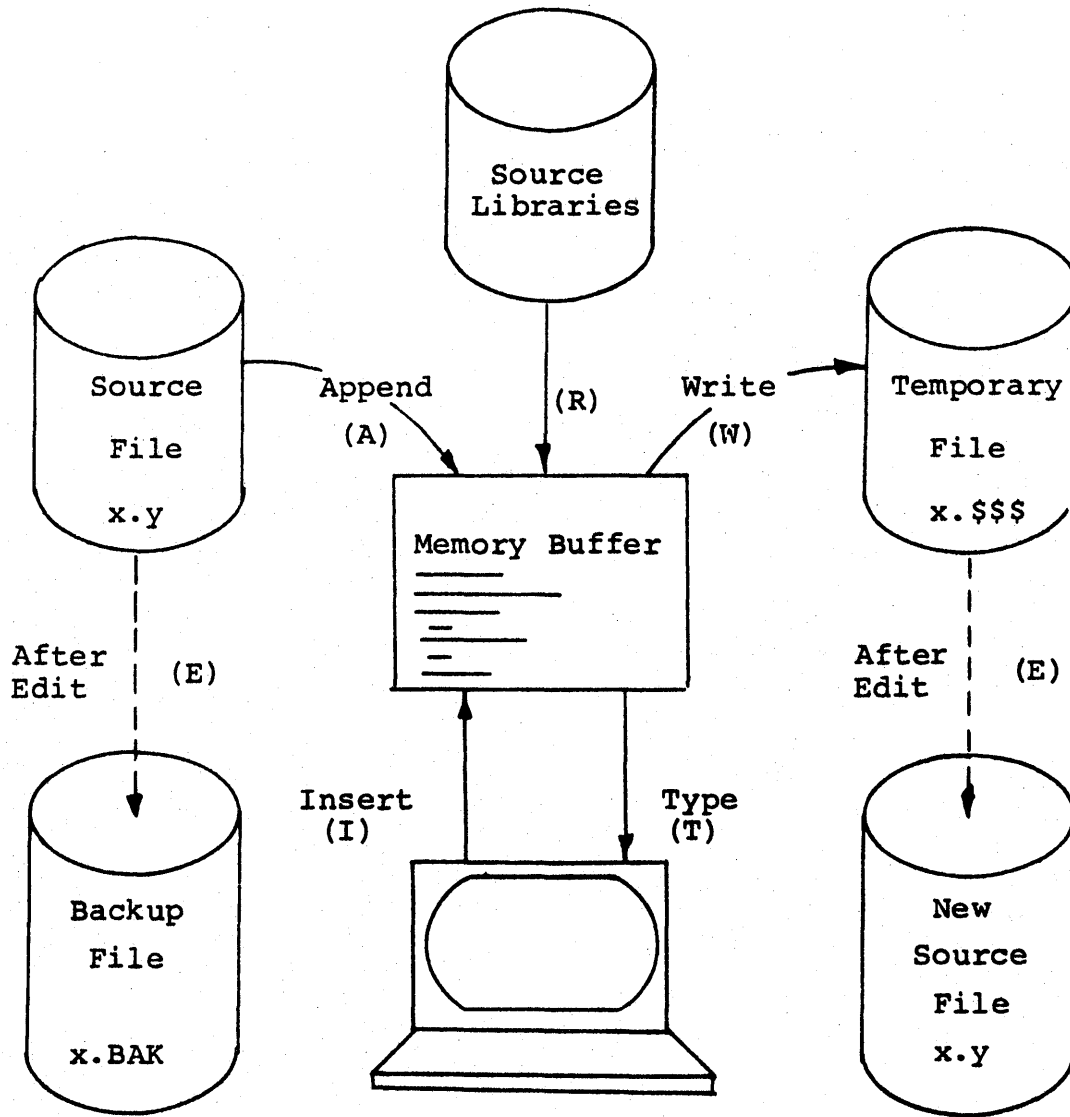 Source
Libraries
Source
File
x.y
Append
(A)
(R)
Write
(W)
Temporary
File
x.$$$
Memory Buffer
After
Edit
(E)
After
Edit
(E)
Insert
(I)
Type
(T)
Backup
File
x.BAK
New
Source
File
x.y